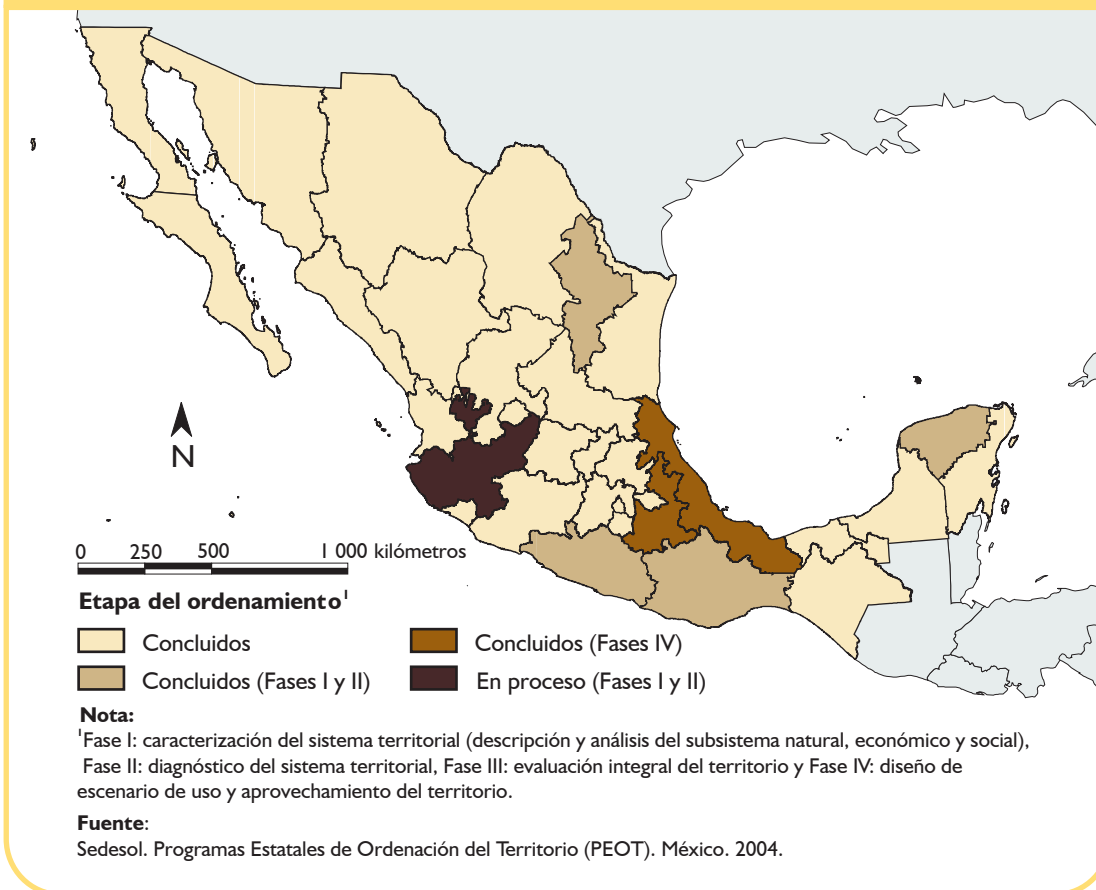 N
0 250 500 1 000 kilómetros
Etapa del ordenamiento¹
Concluidos
Concluidos (Fases IV)
Concluidos (Fases I y II)
En proceso (Fases I y II)
Nota:
¹Fase I: caracterización del sistema territorial (descripción y análisis del subsistema natural, económico y social),
Fase II: diagnóstico del sistema territorial, Fase III: evaluación integral del territorio y Fase IV: diseño de
escenario de uso y aprovechamiento del territorio.
Fuente:
Sedesol. Programas Estatales de Ordenación del Territorio (PEOT). México. 2004.